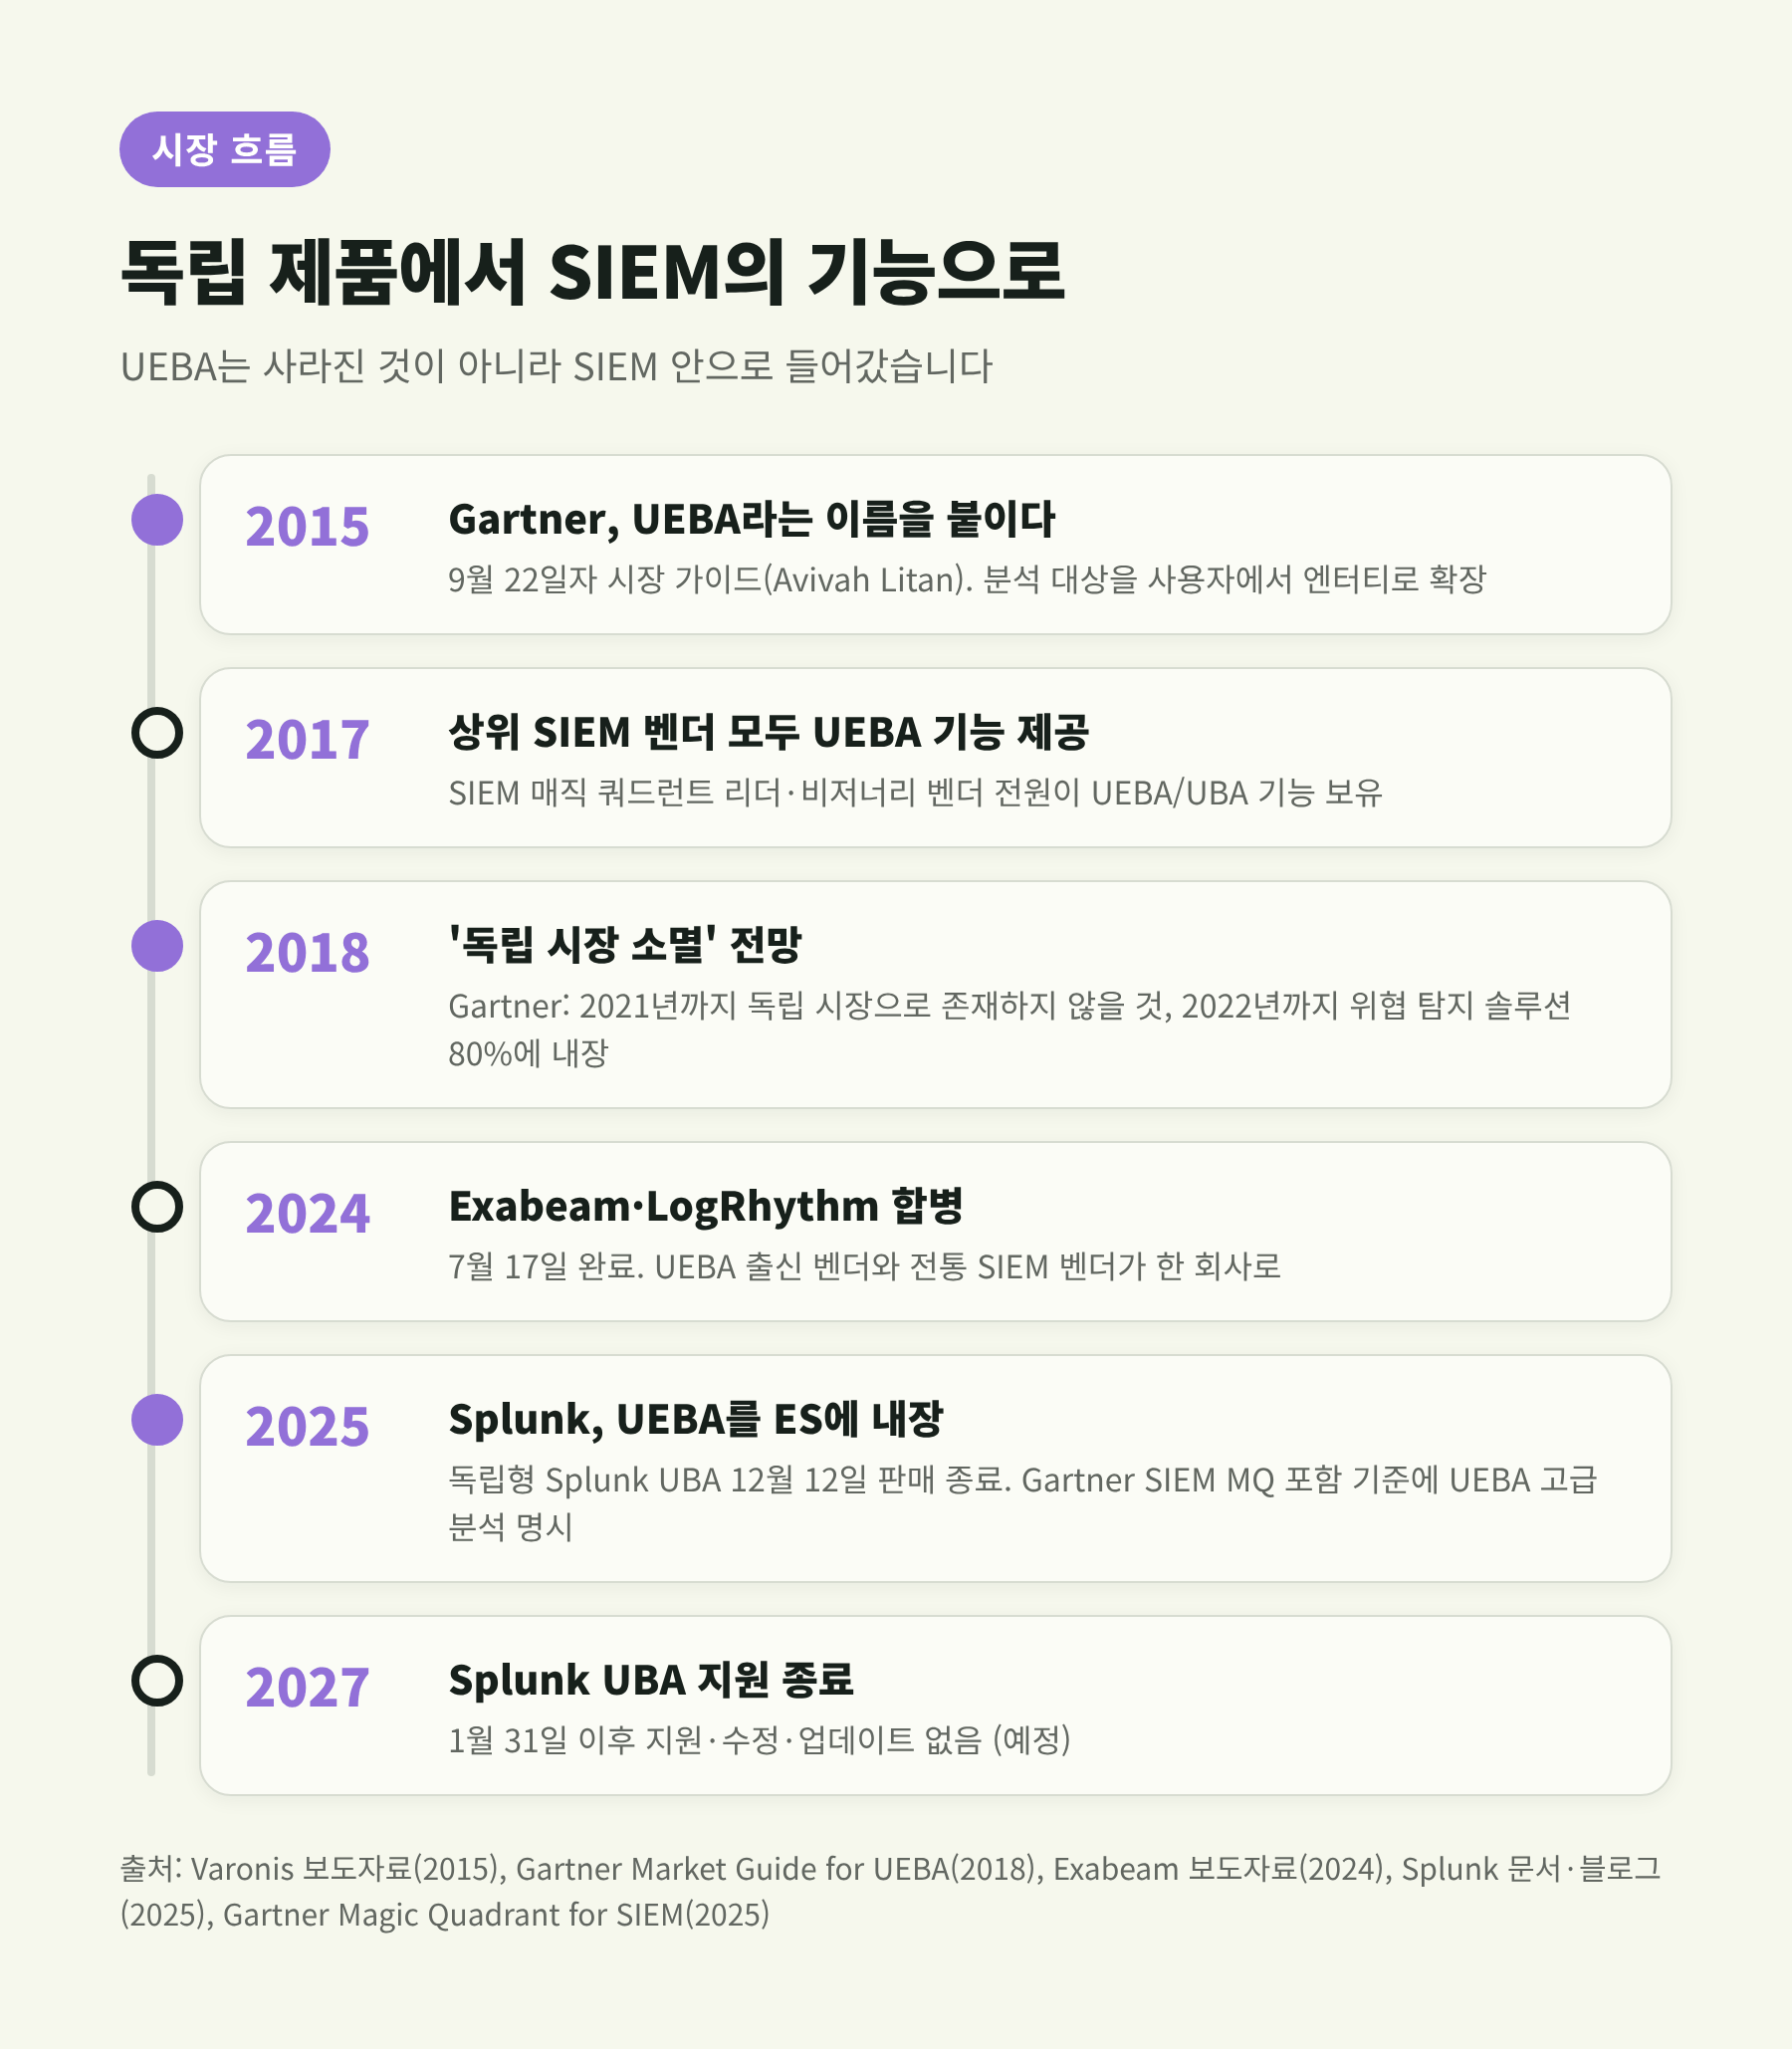 시장 흐름
독립 제품에서 SIEM의 기능으로
UEBA는 사라진 것이 아니라 SIEM 안으로 들어갔습니다
2015
Gartner, UEBA라는 이름을 붙이다
9월 22일자 시장 가이드(Avivah Litan). 분석 대상을 사용자에서 엔터티로 확장
2017
상위 SIEM 벤더 모두 UEBA 기능 제공
SIEM 매직 쿼드런트 리더·비저너리 벤더 전원이 UEBA/UBA 기능 보유
2018
'독립 시장 소멸' 전망
Gartner: 2021년까지 독립 시장으로 존재하지 않을 것, 2022년까지 위협 탐지 솔루션
80%에 내장
2024
Exabeam·LogRhythm 합병
7월 17일 완료. UEBA 출신 벤더와 전통 SIEM 벤더가 한 회사로
2025
Splunk, UEBA를 ES에 내장
독립형 Splunk UBA 12월 12일 판매 종료. Gartner SIEM MQ 포함 기준에 UEBA 고급
분석 명시
2027
Splunk UBA 지원 종료
1월 31일 이후 지원·수정·업데이트 없음 (예정)
출처: Varonis 보도자료(2015), Gartner Market Guide for UEBA(2018), Exabeam 보도자료(2024), Splunk 문서·블로그
(2025), Gartner Magic Quadrant for SIEM(2025)